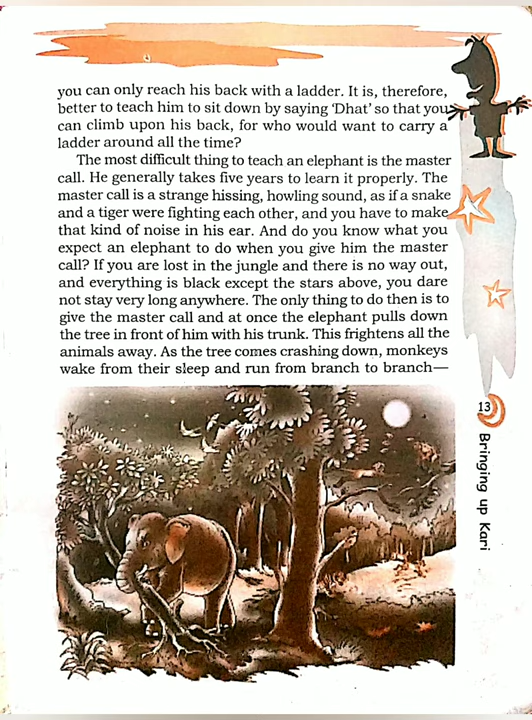 you can only reach his back with a ladder. It is, therefore,
better to teach him to sit down by saying ‘Dhat’ so that you
can climb upon his back, for who would want to carry a
ladder around all the time?
The most difficult thing to teach an elephant is the master
call. He generally takes five years to learn it properly. The
master call is a strange hissing, howling sound, as if a snake
and a tiger were fighting each other, and you have to make
that kind of noise in his ear. And do you know what you
expect an elephant to do when you give him the master
call? If you are lost in the jungle and there is no way out,
and everything is black except the stars above, you dare
not stay very long anywhere. The only thing to do then is to
give the master call and at once the elephant pulls down
the tree in front of him with his trunk. This frightens all the
animals away. As the tree comes crashing down, monkeys
wake from their sleep and run from branch to branch—
13
Bringing up Kari